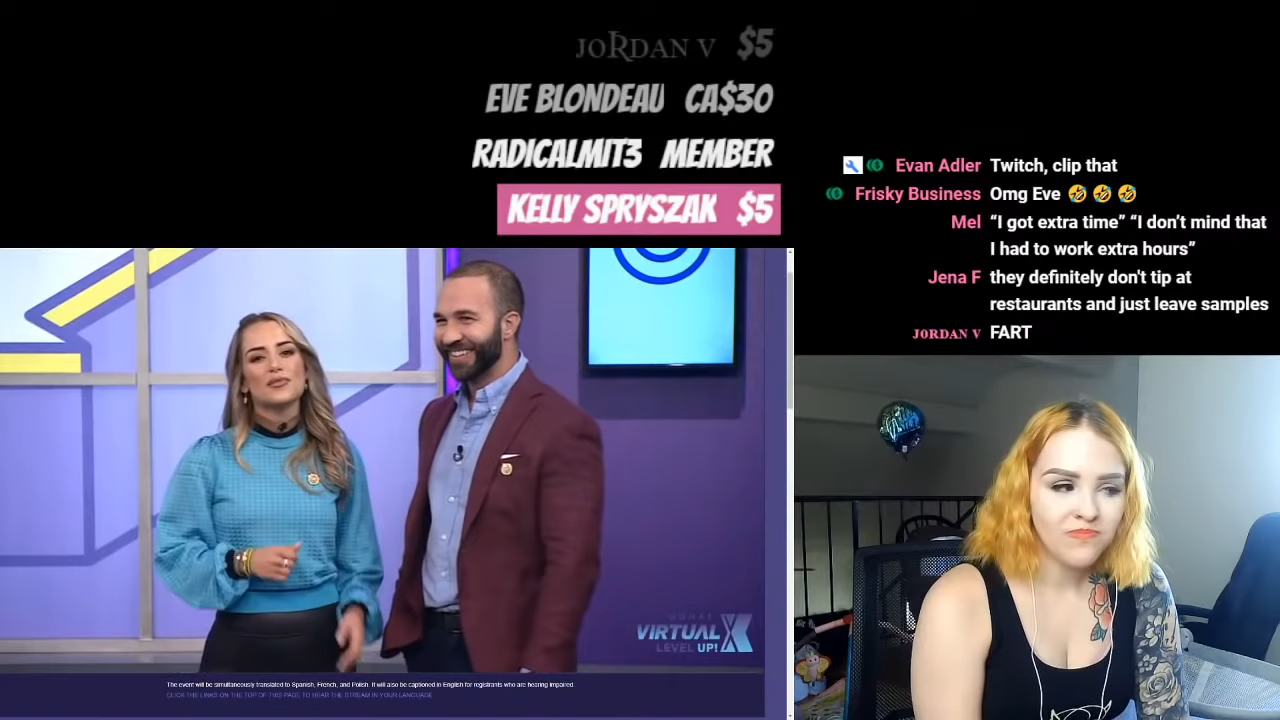 JORDAN V $5
EVE BLONDEAU CA$30
RADICALMIT3 MEMBER
KELLY SPRYSZAK $5
Evan Adler Twitch, clip that
Frisky Business Omg Eve 🤣🤣🤣
Mel “I got extra time” “I don’t mind that
I had to work extra hours”
Jena F they definitely don't tip at
restaurants and just leave samples
JORDAN V FART
VIRTUAL X
LEVEL UP!
The event will be simultaneously translated to Spanish, French, and Polish. It will also be captioned in English for registrants who are hearing impaired.
CLICK THE LINKS ON THE TOP OF THIS PAGE TO HEAR THE STREAM IN YOUR LANGUAGE